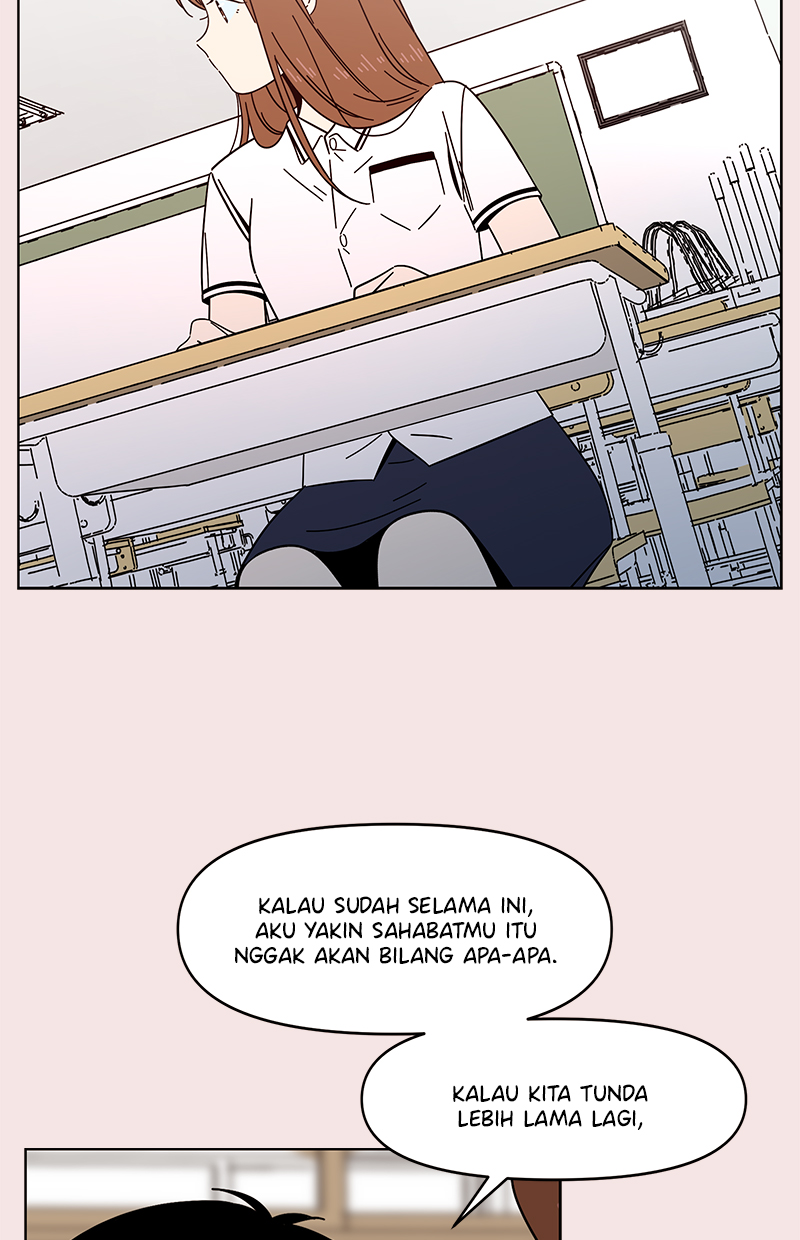 KALAU SUDAH SELAMA INI,
AKU YAKIN SAHABATMU ITU
NGGAK AKAN BILANG APA-APA.
KALAU KITA TUNDA
LEBIH LAMA LAGI,